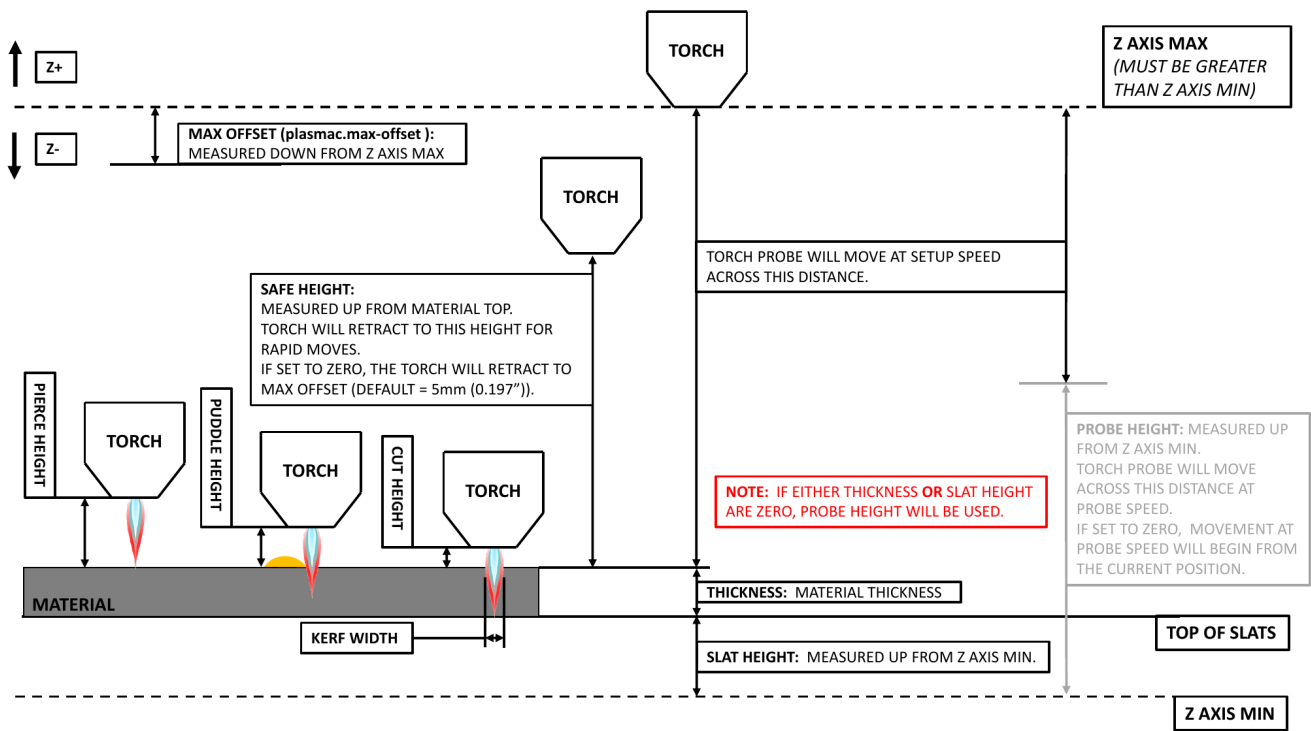 TORCH
Z AXIS MAX
(MUST BE GREATER
THAN Z AXIS MIN)
Z+
Z-
MAX OFFSET (plasmac.max-offset ):
MEASURED DOWN FROM Z AXIS MAX
TORCH
TORCH PROBE WILL MOVE AT SETUP SPEED
ACROSS THIS DISTANCE.
SAFE HEIGHT:
MEASURED UP FROM MATERIAL TOP.
TORCH WILL RETRACT TO THIS HEIGHT FOR
RAPID MOVES.
IF SET TO ZERO, THE TORCH WILL RETRACT TO
MAX OFFSET (DEFAULT = 5mm (0.197”)).
PIERCE HEIGHT
TORCH
PUDDLE HEIGHT
TORCH
CUT HEIGHT
TORCH
PROBE HEIGHT: MEASURED UP
FROM Z AXIS MIN.
TORCH PROBE WILL MOVE
ACROSS THIS DISTANCE AT
PROBE SPEED.
IF SET TO ZERO, MOVEMENT AT
PROBE SPEED WILL BEGIN FROM
THE CURRENT POSITION.
NOTE: IF EITHER THICKNESS OR SLAT HEIGHT
ARE ZERO, PROBE HEIGHT WILL BE USED.
MATERIAL
THICKNESS: MATERIAL THICKNESS
KERF WIDTH
TOP OF SLATS
SLAT HEIGHT: MEASURED UP FROM Z AXIS MIN.
Z AXIS MIN